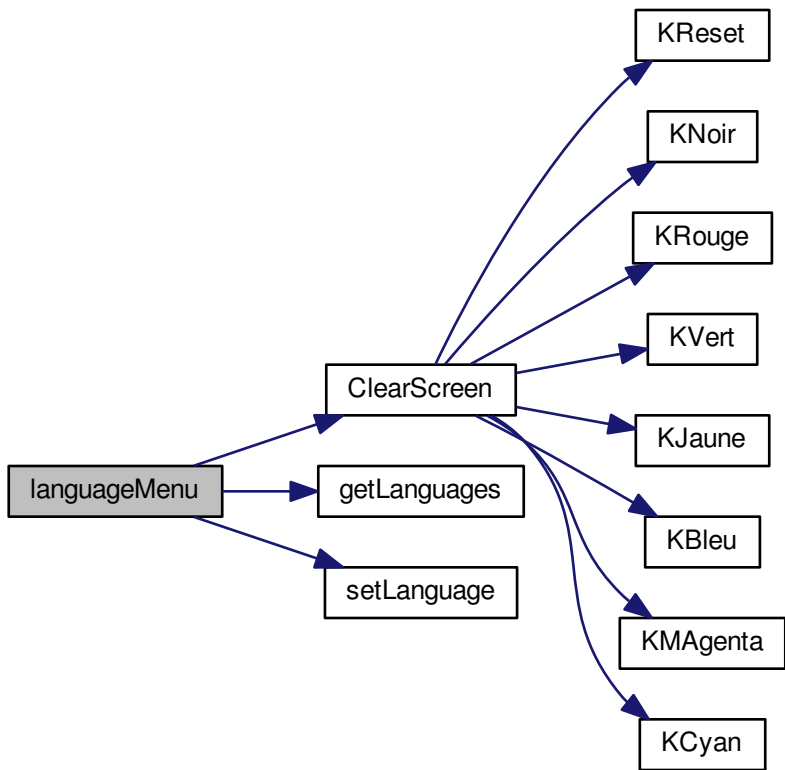 KReset
KNoir
KRouge
KVert
ClearScreen
KJaune
languageMenu
getLanguages
KBleu
setLanguage
KMAgenta
KCyan